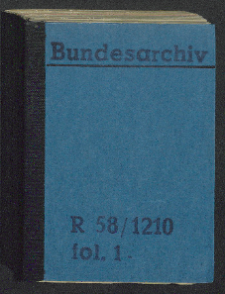 Bundesarchiv
R 58/1210
fol. 1-